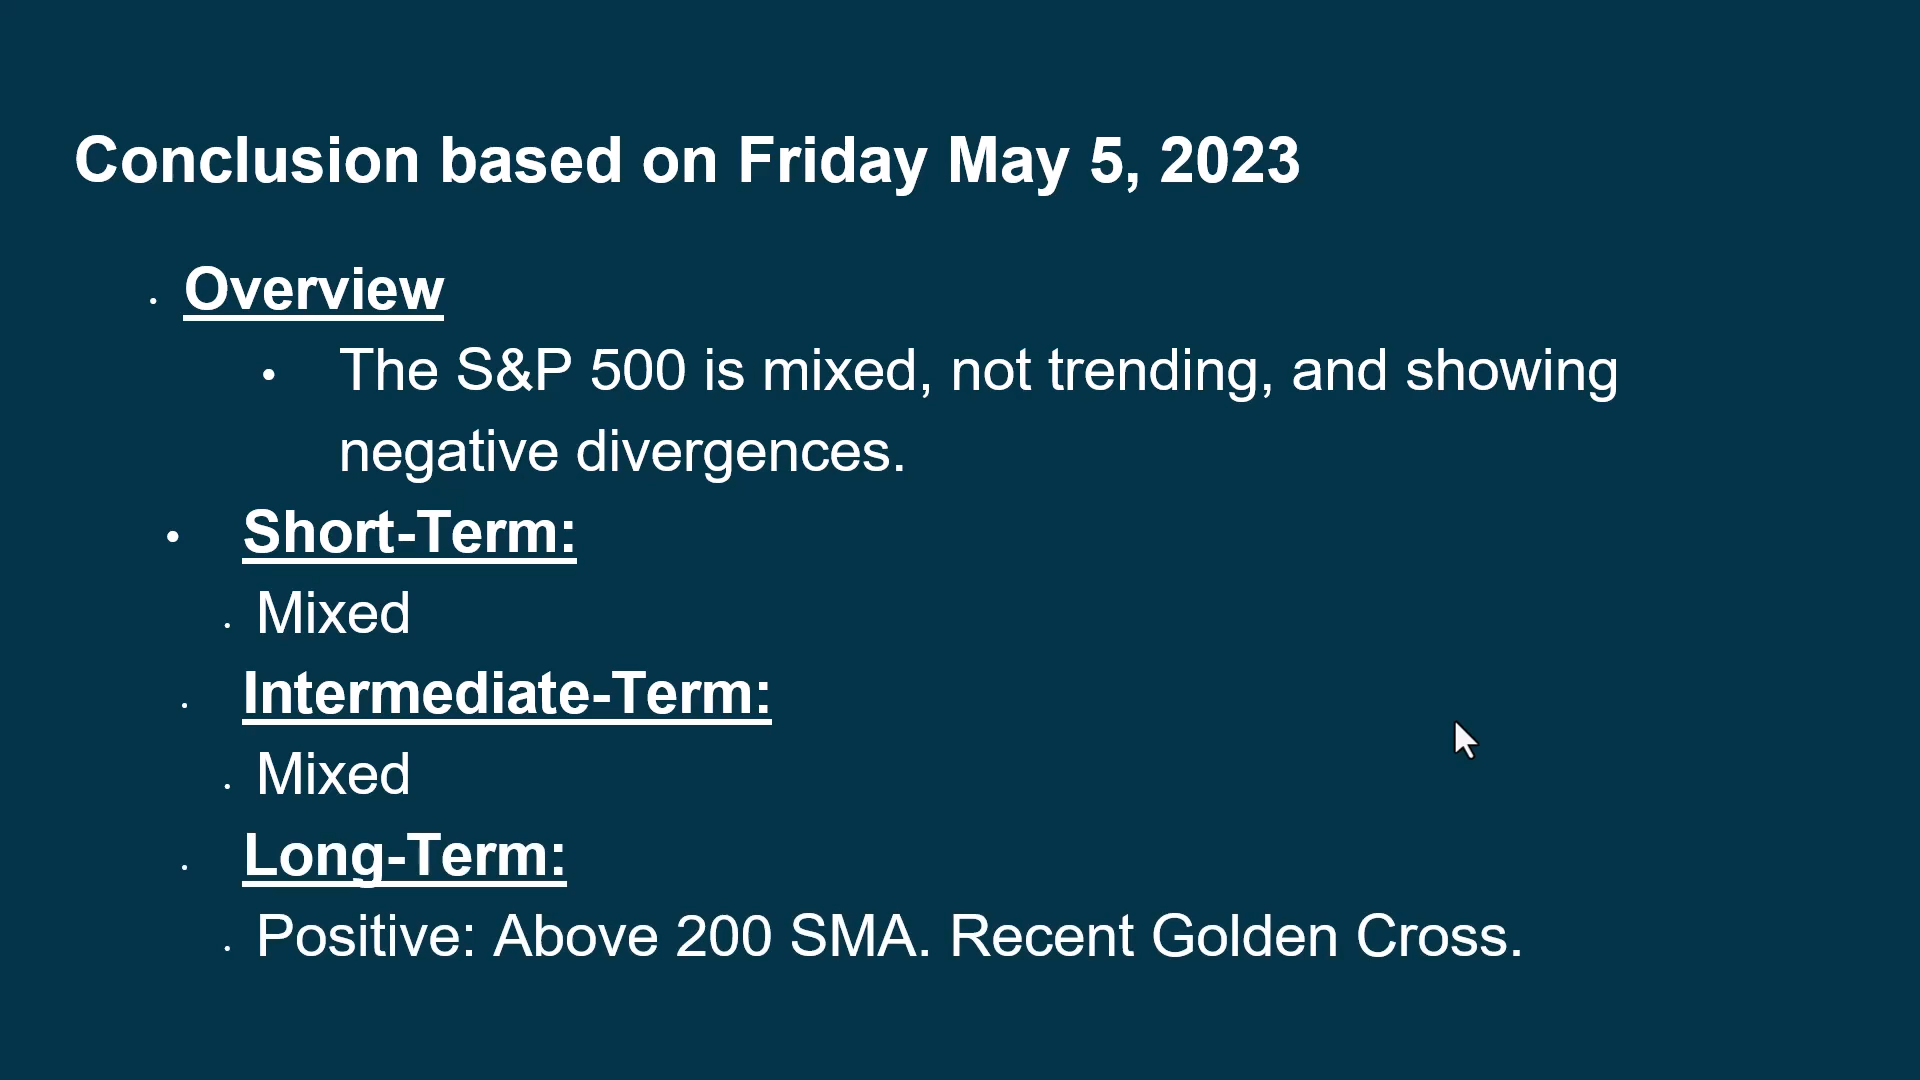 Conclusion based on Friday May 5, 2023
• Overview
• The S&P 500 is mixed, not trending, and showing
negative divergences.
• Short-Term:
• Mixed
• Intermediate-Term:
• Mixed
• Long-Term:
• Positive: Above 200 SMA. Recent Golden Cross.